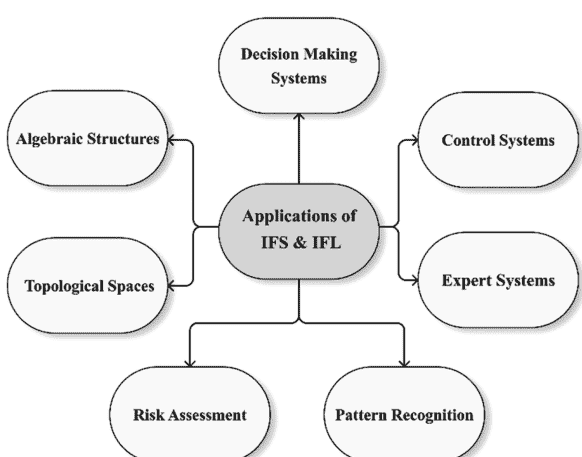 Decision Making
Systems
Algebraic Structures
Control Systems
Applications of
IFS & IFL
Topological Spaces
Expert Systems
Risk Assessment
Pattern Recognition